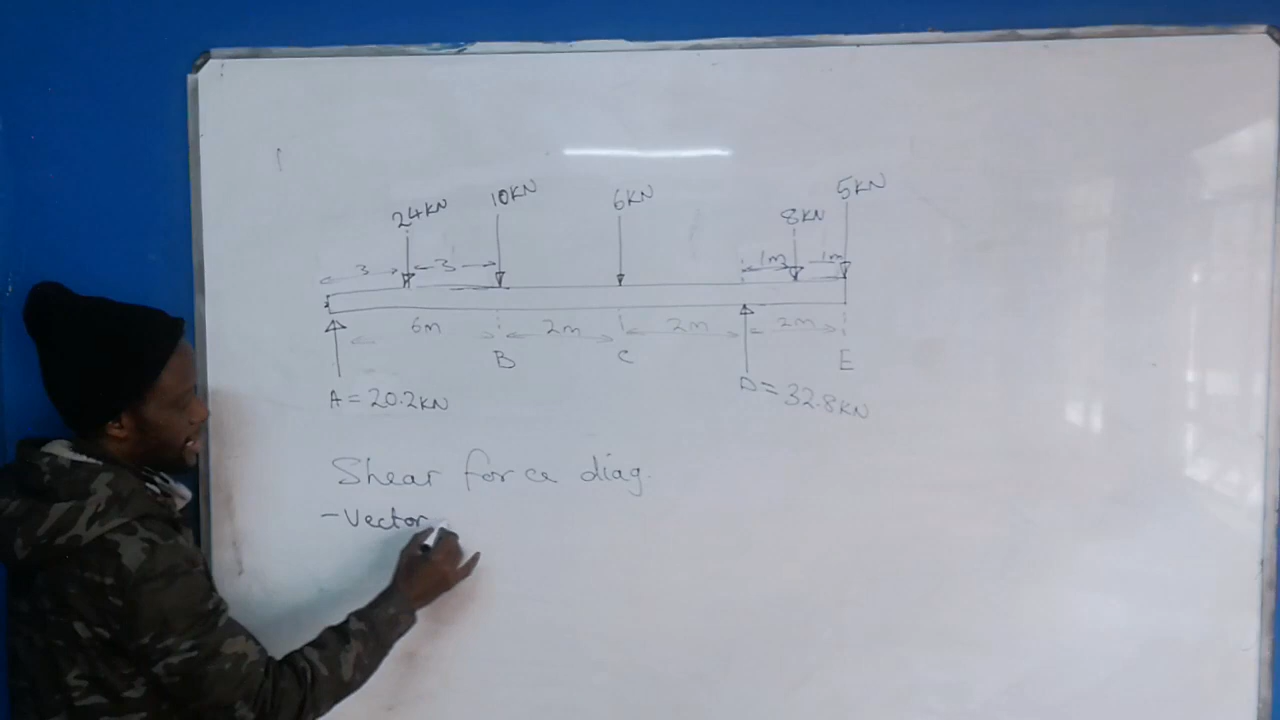 24KN 10KN 6KN 8KN 5KN
3 3 1m 1m
6m 2m 2m 2m
B C E
A = 20.2KN D = 32.8KN
Shear force diag.
- Vector